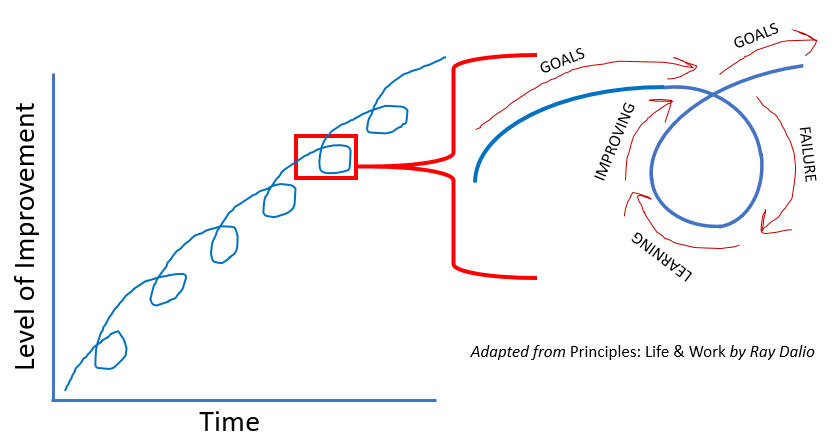 Level of Improvement
Time
GOALS
GOALS
IMPROVING
FAILURE
LEARNING
Adapted from Principles: Life & Work by Ray Dalio